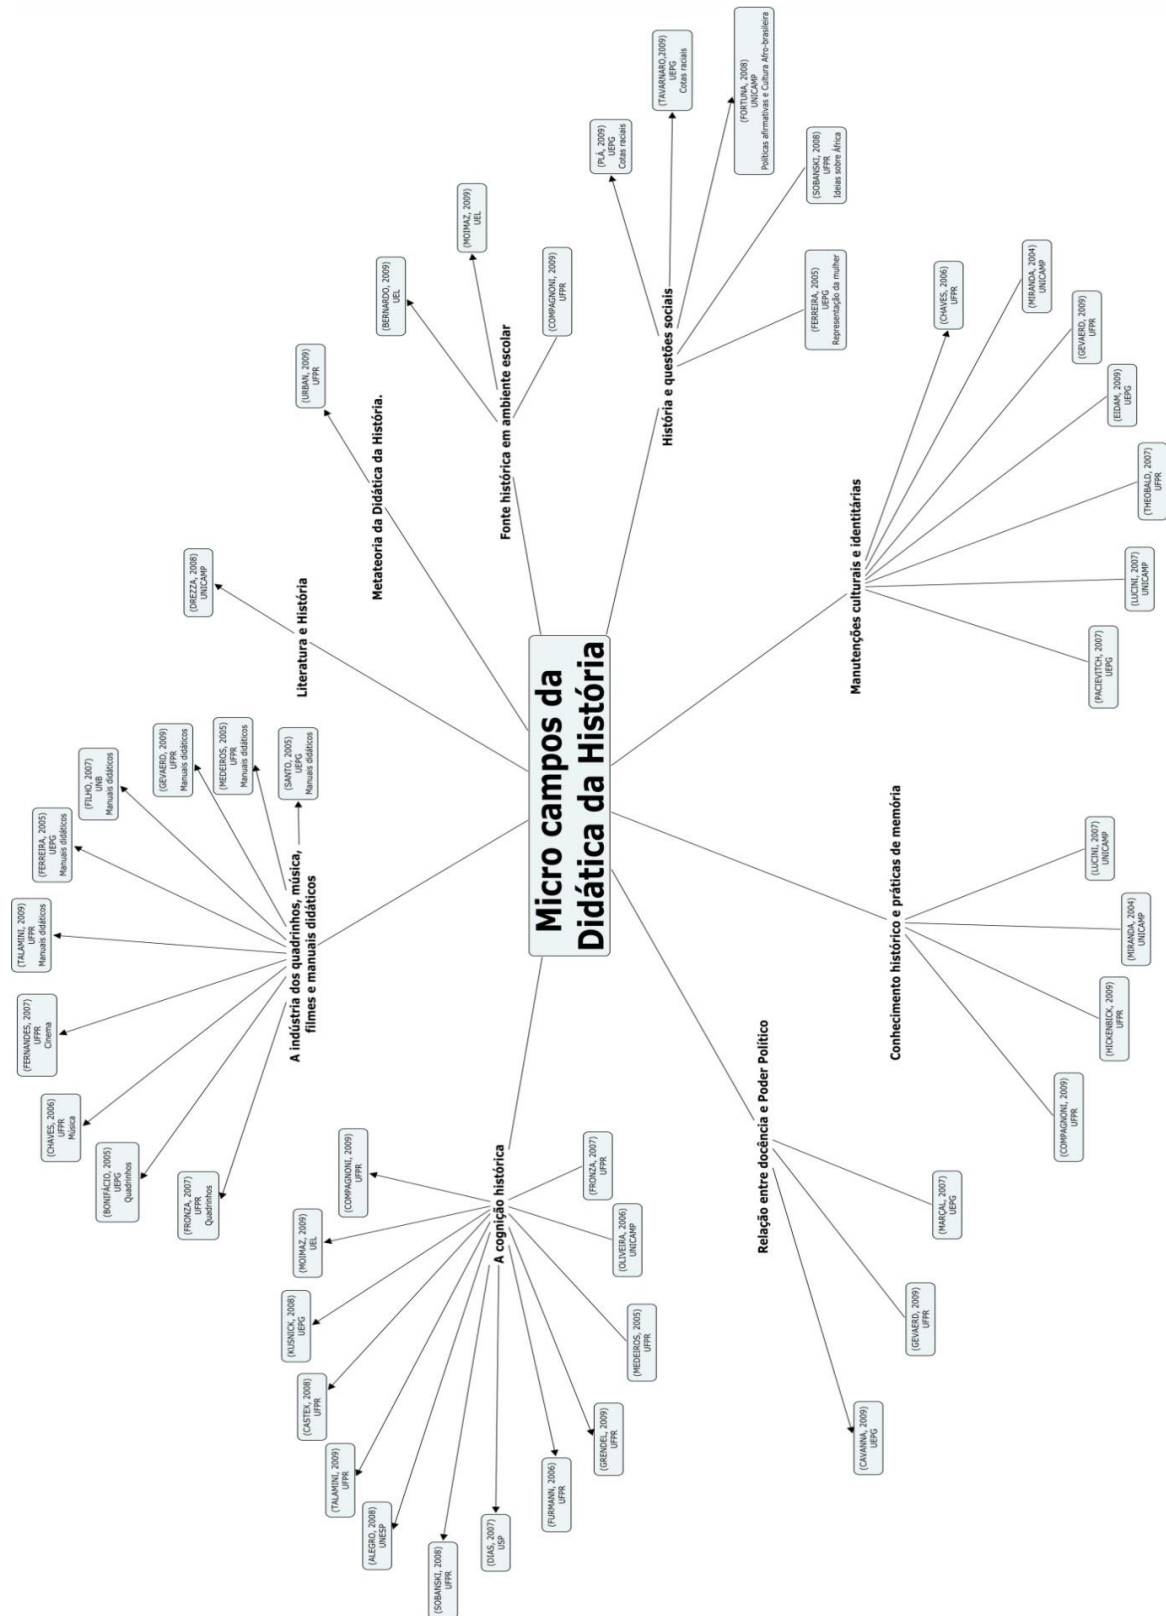 Micro campos da
Didática da História
A indústria dos quadrinhos, música,
filmes e manuais didáticos
(FRONZA, 2007)
UFPR
Quadrinhos
(BONIFÁCIO, 2005)
UEPG
Quadrinhos
(CHAVES, 2006)
UFPR
Música
(FERNANDES, 2007)
UFPR
Cinema
(TALAMINI, 2009)
UFPR
Manuais didáticos
(FERREIRA, 2005)
UEPG
Manuais didáticos
(FILHO, 2007)
UNB
Manuais didáticos
(GEVAERD, 2009)
UFPR
Manuais didáticos
(MEDEIROS, 2005)
UFPR
Manuais didáticos
(SANTO, 2005)
UEPG
Manuais didáticos
Literatura e História
(DREZZA, 2008)
UNICAMP
Metateoria da Didática da História.
(URBAN, 2009)
UFPR
Fonte histórica em ambiente escolar
(BERNARDO, 2009)
UEL
(MOIMAZ, 2009)
UEL
(COMPAGNONI, 2009)
UFPR
História e questões sociais
(PLÁ, 2009)
UEPG
Cotas raciais
(TAVARNARO,2009)
UEPG
Cotas raciais
(FORTUNA, 2008)
UNICAMP
Políticas afirmativas e Cultura Afro-brasileira
(SOBANSKI, 2008)
UFPR
Ideias sobre África
(FERREIRA, 2005)
UEPG
Representação da mulher
Manutenções culturais e identitárias
(CHAVES, 2006)
UFPR
(MIRANDA, 2004)
UNICAMP
(GEVAERD, 2009)
UFPR
(EIDAM, 2009)
UEPG
(THEOBALD, 2007)
UFPR
(LUCINI, 2007)
UNICAMP
(PACIEVITCH, 2007)
UEPG
Conhecimento histórico e práticas de memória
(LUCINI, 2007)
UNICAMP
(MIRANDA, 2004)
UNICAMP
(HICKENBICK, 2009)
UFPR
(COMPAGNONI, 2009)
UFPR
Relação entre docência e Poder Político
(MARÇAL, 2007)
UEPG
(GEVAERD, 2009)
UFPR
(CAVANNA, 2009)
UEPG
A cognição histórica
(COMPAGNONI, 2009)
UFPR
(MOIMAZ, 2009)
UEL
(KUSNICK, 2008)
UEPG
(CASTEX, 2008)
UFPR
(TALAMINI, 2009)
UFPR
(ALEGRO, 2008)
UNESP
(SOBANSKI, 2008)
UFPR
(DIAS, 2007)
USP
(FURMANN, 2006)
UFPR
(GRENDEL, 2009)
UFPR
(MEDEIROS, 2005)
UFPR
(OLIVEIRA, 2006)
UNICAMP
(FRONZA, 2007)
UFPR